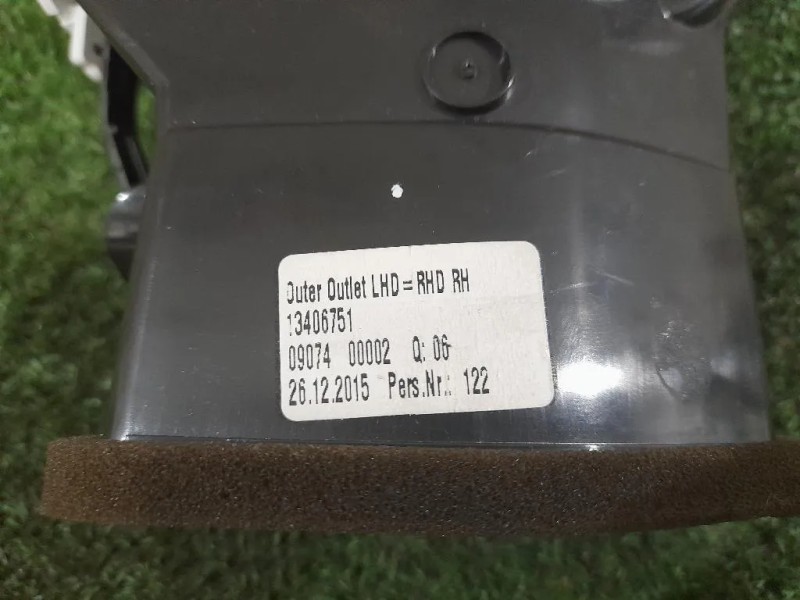 Outer Outlet LHD = RHD RH
13406751
09074 00002 Q: 06
26.12.2015 Pers.Nr.: 122